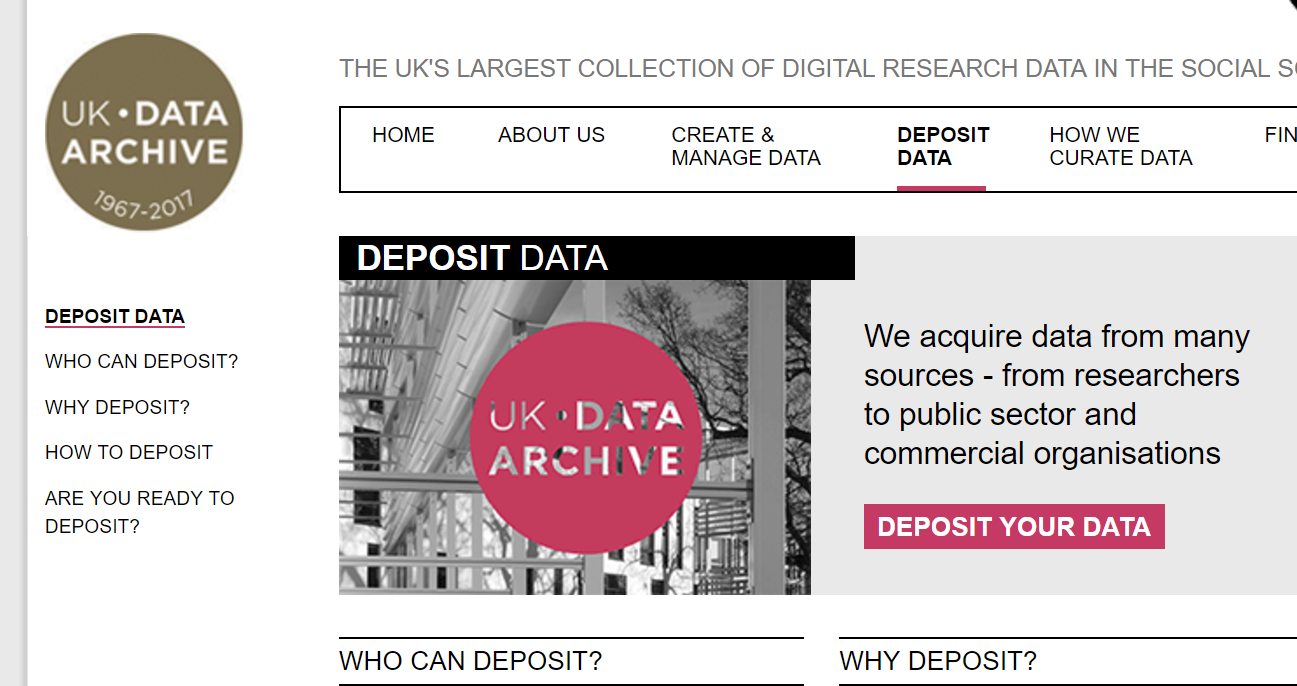 UK • DATA
ARCHIVE
1967-2017
THE UK'S LARGEST COLLECTION OF DIGITAL RESEARCH DATA IN THE SOCIAL
HOME
ABOUT US
CREATE &
MANAGE DATA
DEPOSIT
DATA
HOW WE
CURATE DATA
FIN
DEPOSIT DATA
WHO CAN DEPOSIT?
WHY DEPOSIT?
HOW TO DEPOSIT
ARE YOU READY TO
DEPOSIT?
DEPOSIT DATA
UK • DATA
ARCHIVE
We acquire data from many
sources - from researchers
to public sector and
commercial organisations
DEPOSIT YOUR DATA
WHO CAN DEPOSIT?
WHY DEPOSIT?